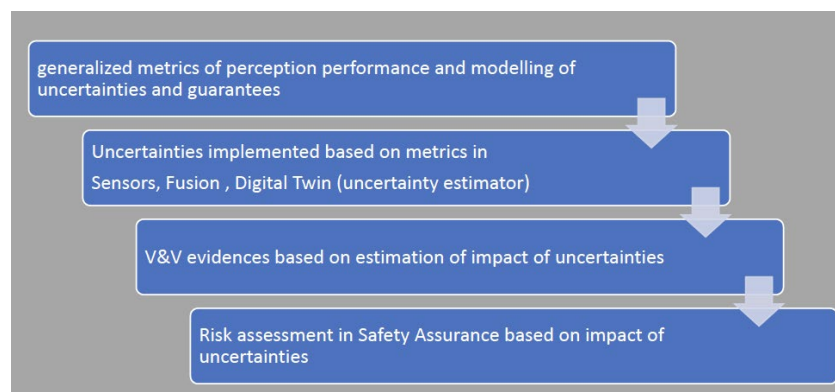 generalized metrics of perception performance and modelling of
uncertainties and guarantees
Uncertainties implemented based on metrics in
Sensors, Fusion , Digital Twin (uncertainty estimator)
V&V evidences based on estimation of impact of uncertainties
Risk assessment in Safety Assurance based on impact of
uncertainties